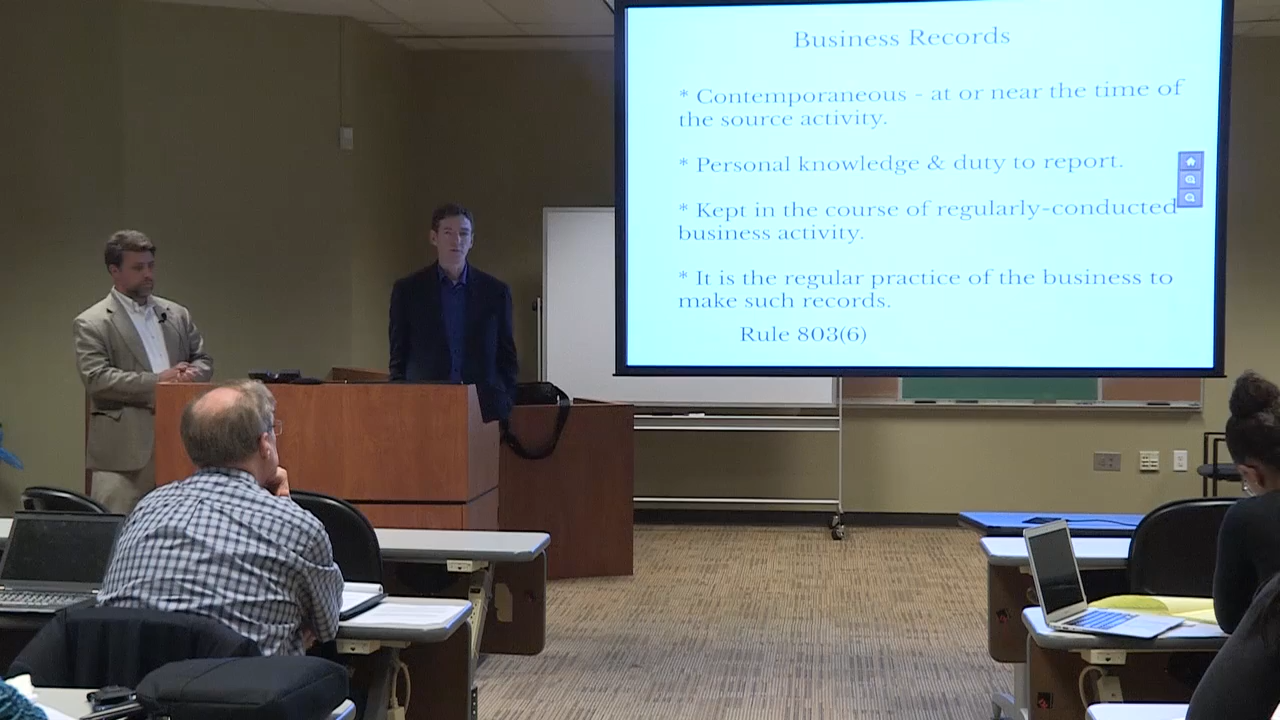 Business Records
* Contemporaneous - at or near the time of
the source activity.
* Personal knowledge & duty to report.
* Kept in the course of regularly-conducted
business activity.
* It is the regular practice of the business to
make such records.
Rule 803(6)